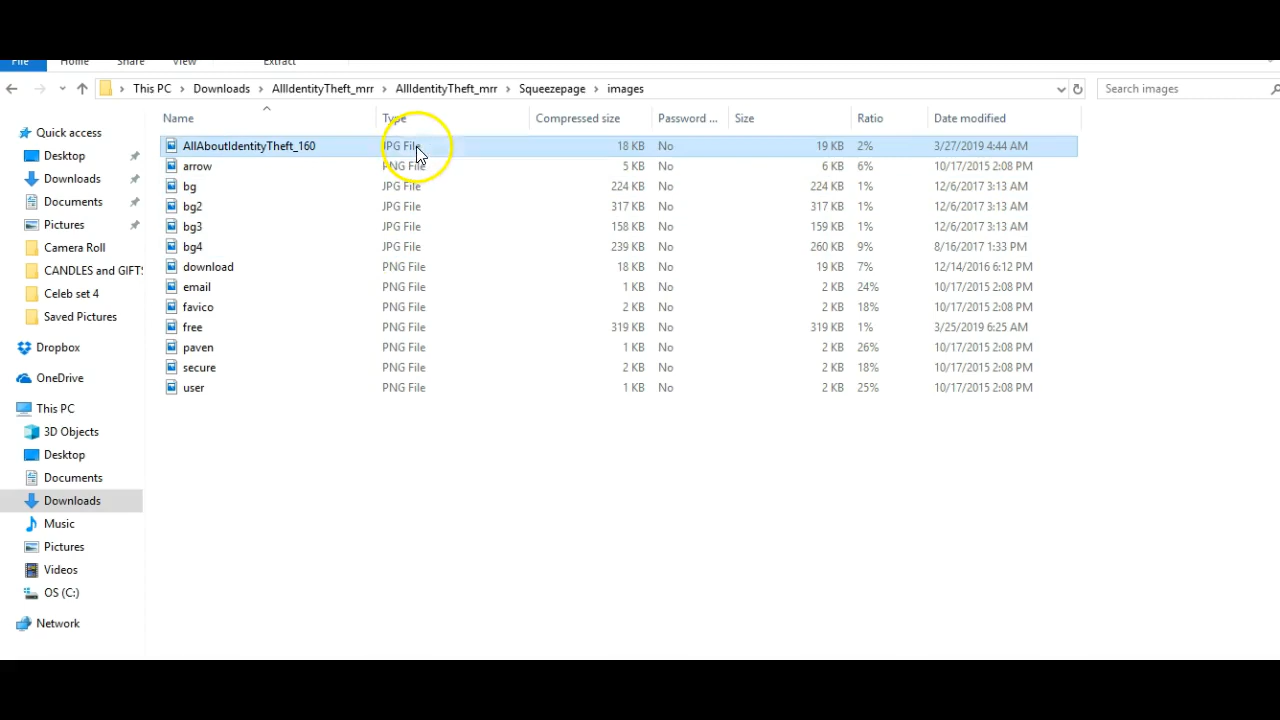 File Home Share View Extract
This PC > Downloads > AllIdentityTheft_mrr > AllIdentityTheft_mrr > Squeezepage > images Search images
Name Type Compressed size Password ... Size Ratio Date modified
AllAboutIdentityTheft_160 JPG File 18 KB No 19 KB 2% 3/27/2019 4:44 AM
arrow PNG File 5 KB No 6 KB 6% 10/17/2015 2:08 PM
bg JPG File 224 KB No 224 KB 1% 12/6/2017 3:13 AM
bg2 JPG File 317 KB No 317 KB 1% 12/6/2017 3:13 AM
bg3 JPG File 158 KB No 159 KB 1% 12/6/2017 3:13 AM
bg4 JPG File 239 KB No 260 KB 9% 8/16/2017 1:33 PM
download PNG File 18 KB No 19 KB 7% 12/14/2016 6:12 PM
email PNG File 1 KB No 2 KB 24% 10/17/2015 2:08 PM
favico PNG File 2 KB No 2 KB 18% 10/17/2015 2:08 PM
free PNG File 319 KB No 319 KB 1% 3/25/2019 6:25 AM
paven PNG File 1 KB No 2 KB 26% 10/17/2015 2:08 PM
secure PNG File 2 KB No 2 KB 18% 10/17/2015 2:08 PM
user PNG File 1 KB No 2 KB 25% 10/17/2015 2:08 PM
Quick access
Desktop
Downloads
Documents
Pictures
Camera Roll
CANDLES and GIFTS
Celeb set 4
Saved Pictures
Dropbox
OneDrive
This PC
3D Objects
Desktop
Documents
Downloads
Music
Pictures
Videos
OS (C:)
Network